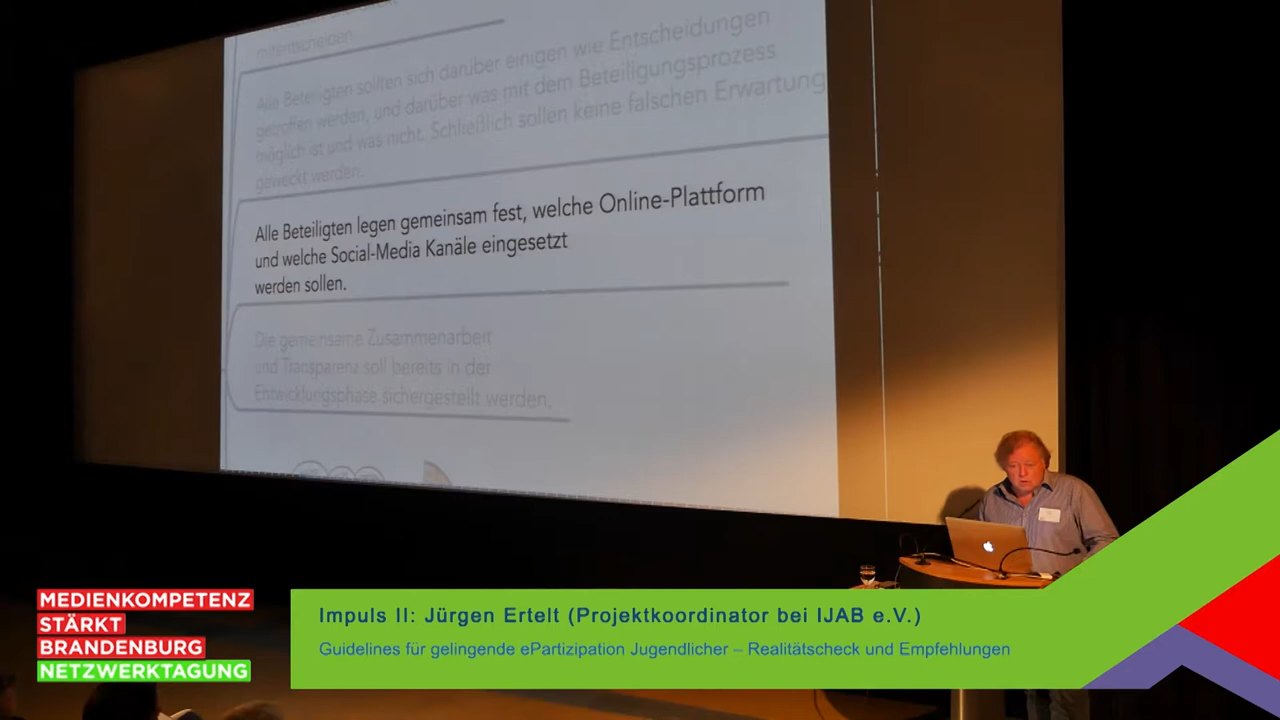 mitentscheiden.
Alle Beteiligten sollten sich darüber einigen wie Entscheidungen
getroffen werden, und darüber was mit dem Beteiligungsprozess
möglich ist und was nicht. Schließlich sollen keine falschen Erwartung
geweckt werden.
Alle Beteiligten legen gemeinsam fest, welche Online-Plattform
und welche Social-Media Kanäle eingesetzt
werden sollen.
Die gemeinsame Zusammenarbeit
und Transparenz soll bereits in der
Entwicklungsphase sichergestellt werden.
MEDIENKOMPETENZ
STÄRKT
BRANDENBURG
NETZWERKTAGUNG
Impuls II: Jürgen Ertelt (Projektkoordinator bei IJAB e.V.)
Guidelines für gelingende ePartizipation Jugendlicher – Realitätscheck und Empfehlungen